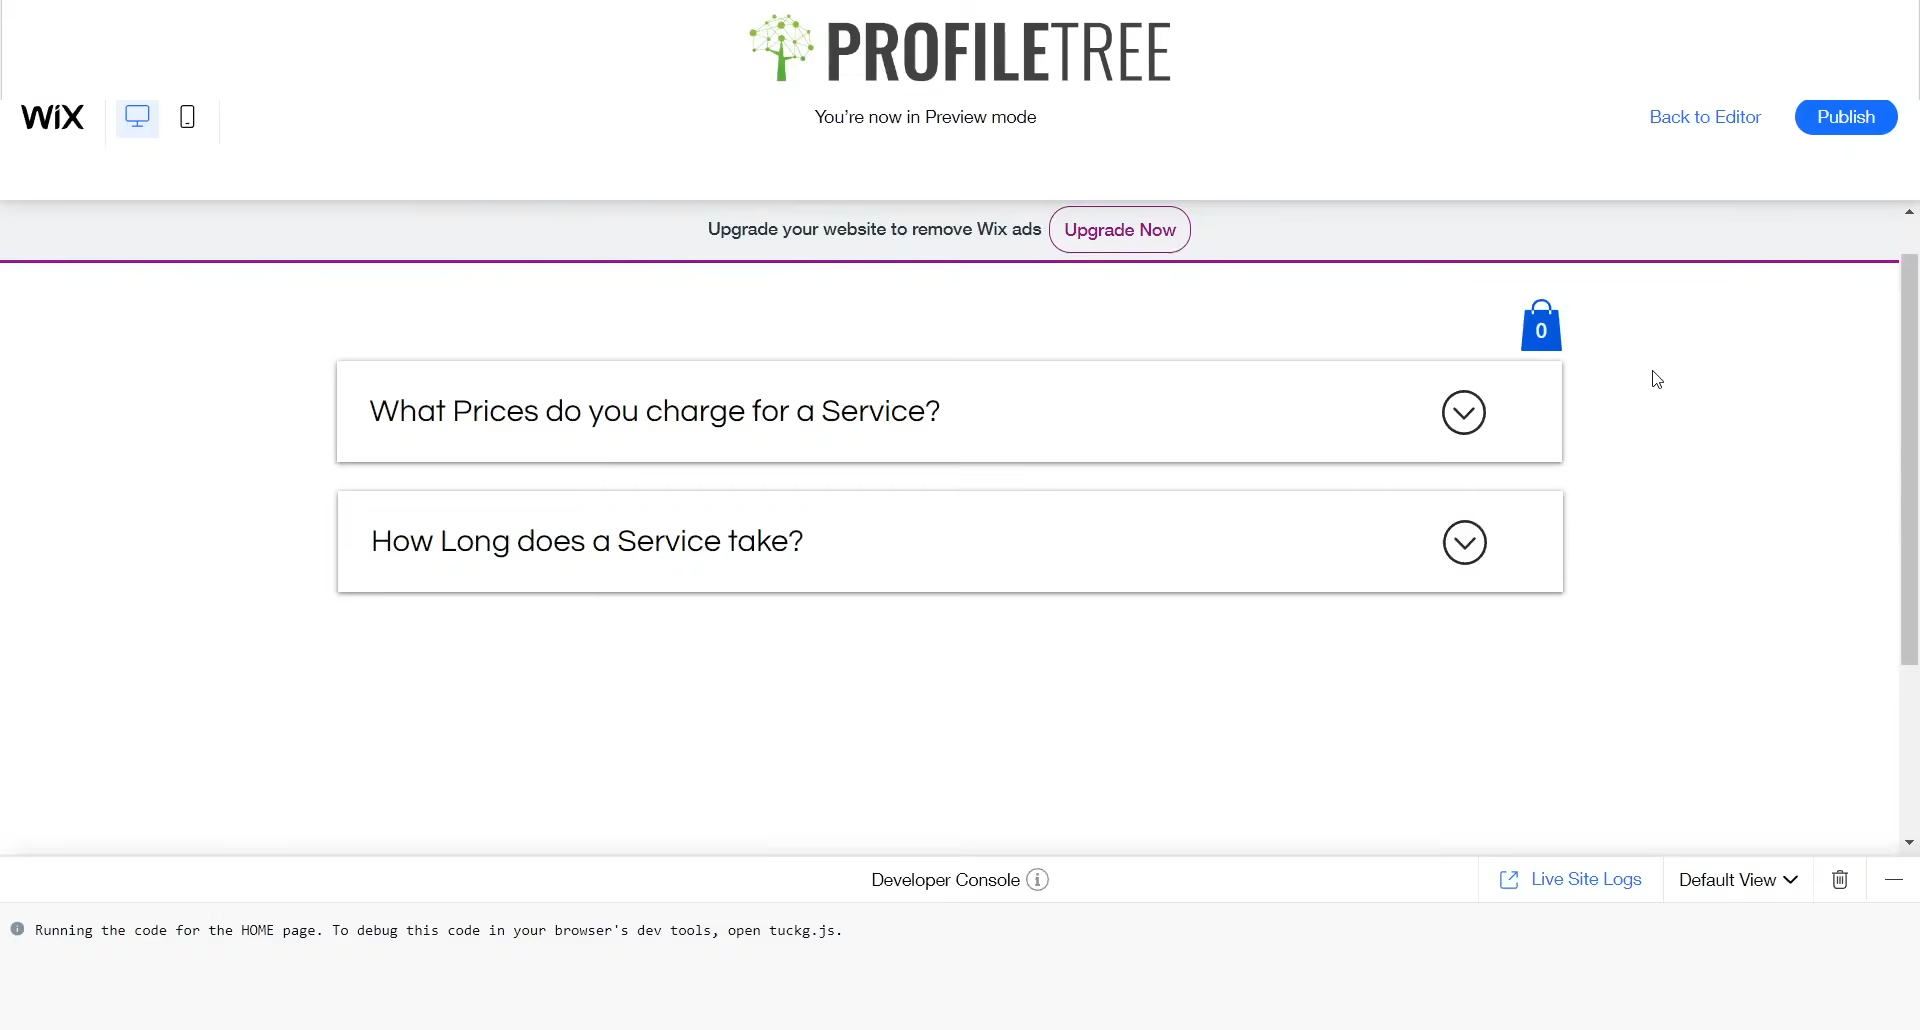 PROFILETREE
WiX
You're now in Preview mode
Back to Editor
Publish
Upgrade your website to remove Wix ads
Upgrade Now
0
What Prices do you charge for a Service?
How Long does a Service take?
Developer Console
Live Site Logs
Default View
Running the code for the HOME page. To debug this code in your browser's dev tools, open tuckg.js.